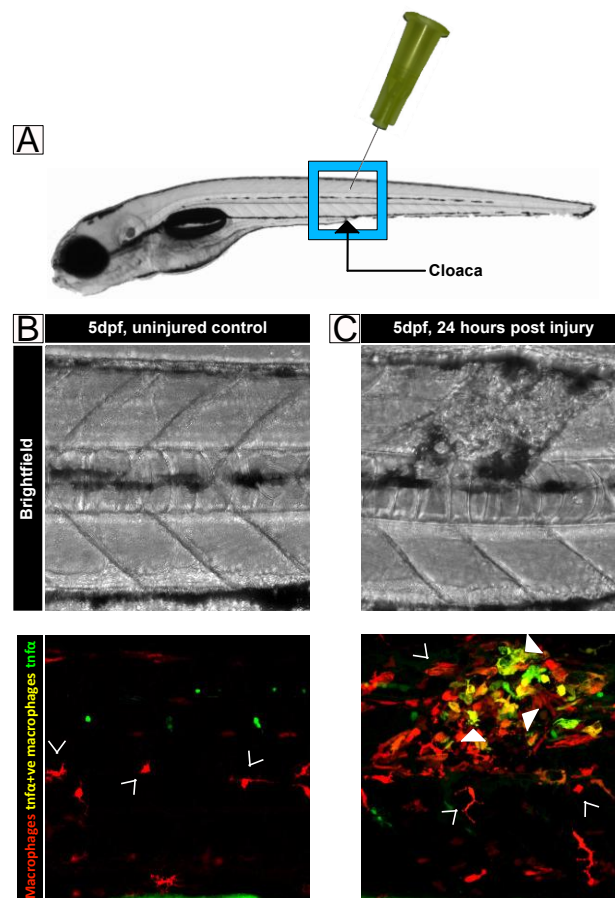 A
Cloaca
B
5dpf, uninjured control
C
5dpf, 24 hours post injury
Brightfield
Macrophages tnfα+ve macrophages tnfα